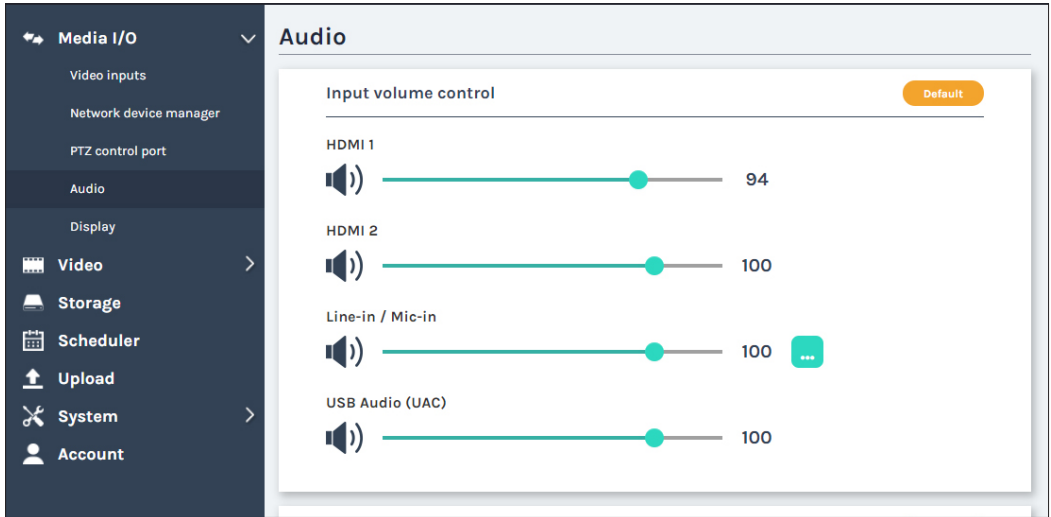 Media I/O
Video inputs
Network device manager
PTZ control port
Audio
Display
Video
Storage
Scheduler
Upload
System
Account
Audio
Input volume control
Default
HDMI 1
94
HDMI 2
100
Line-in / Mic-in
100
...
USB Audio (UAC)
100